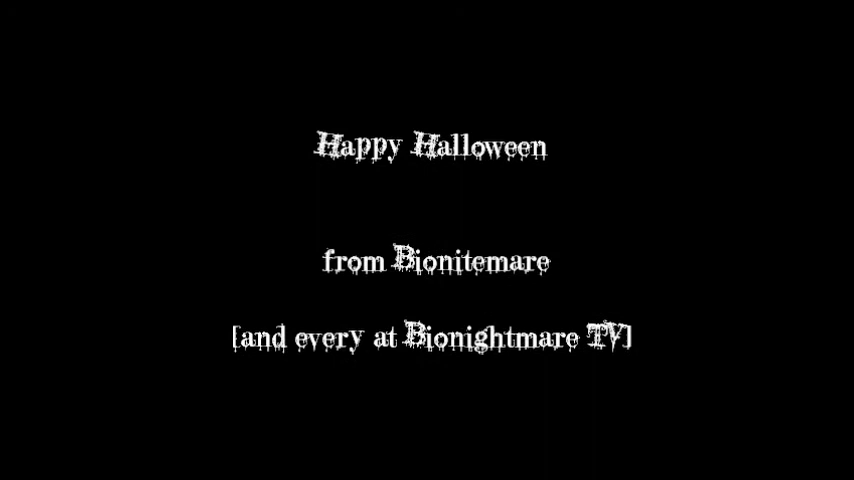 Happy Halloween
from Bionitemare
[and every at Bionightmare TV]